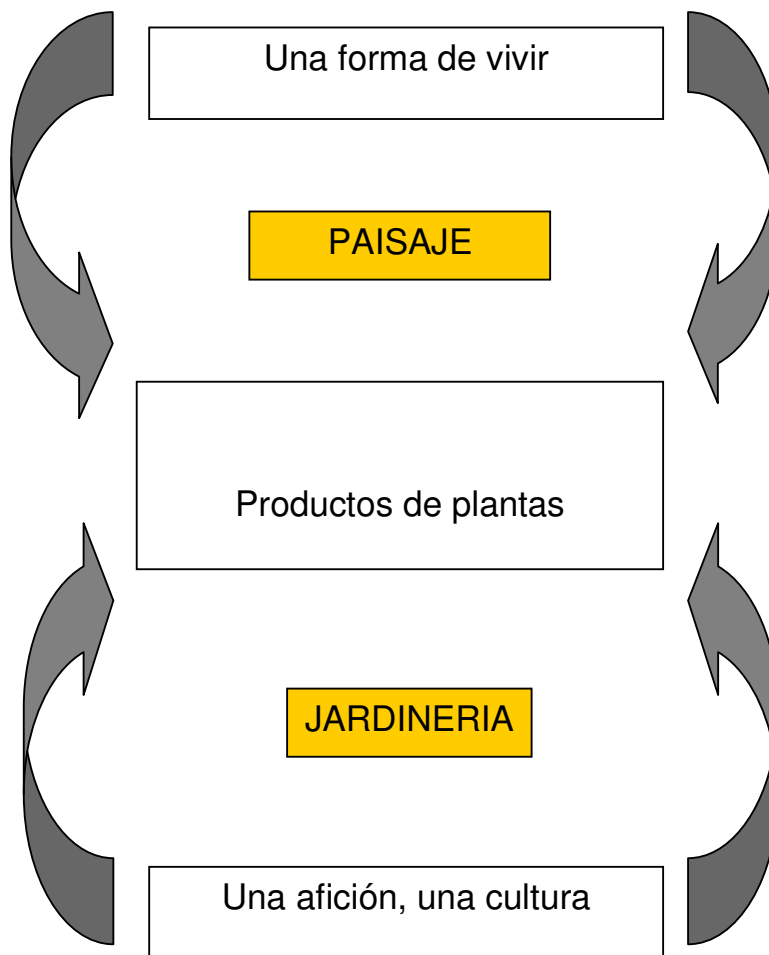 Una forma de vivir
PAISAJE
Productos de plantas
JARDINERIA
Una afición, una cultura